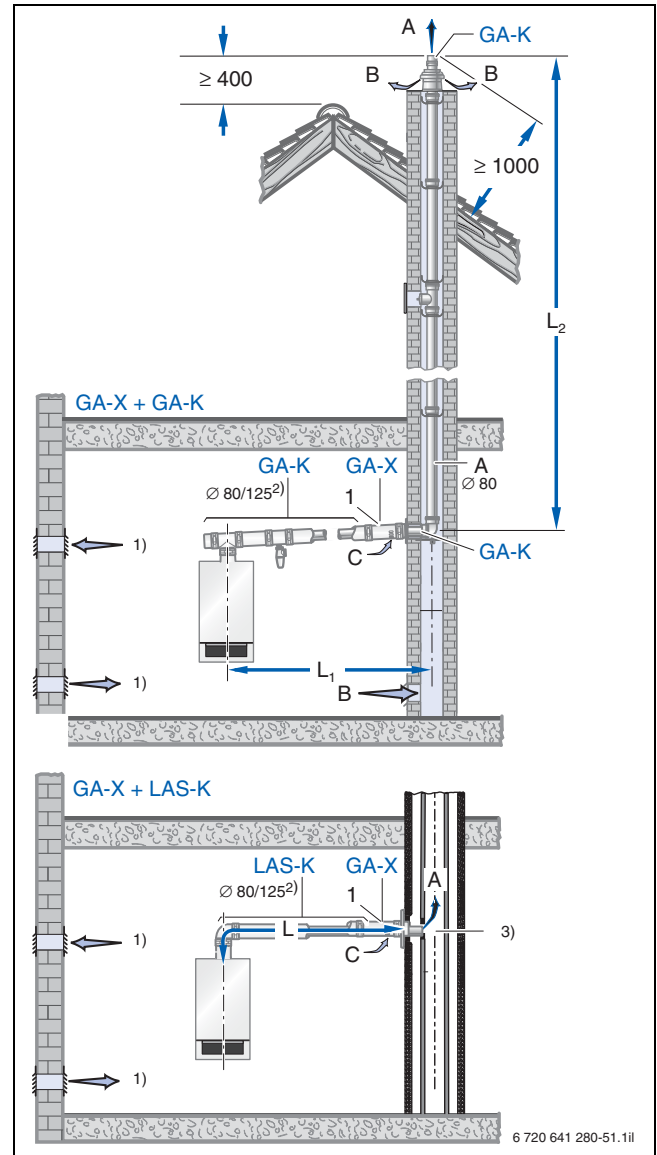 A
GA-K
≥ 400
B
B
≥ 1000
L₂
GA-X + GA-K
GA-K
GA-X
A
Ø 80/125²⁾
1
Ø 80
1)
C
GA-K
L₁
1)
B
GA-X + LAS-K
LAS-K
GA-X
Ø 80/125²⁾
1
A
L
1)
C
3)
1)
6 720 641 280-51.1il